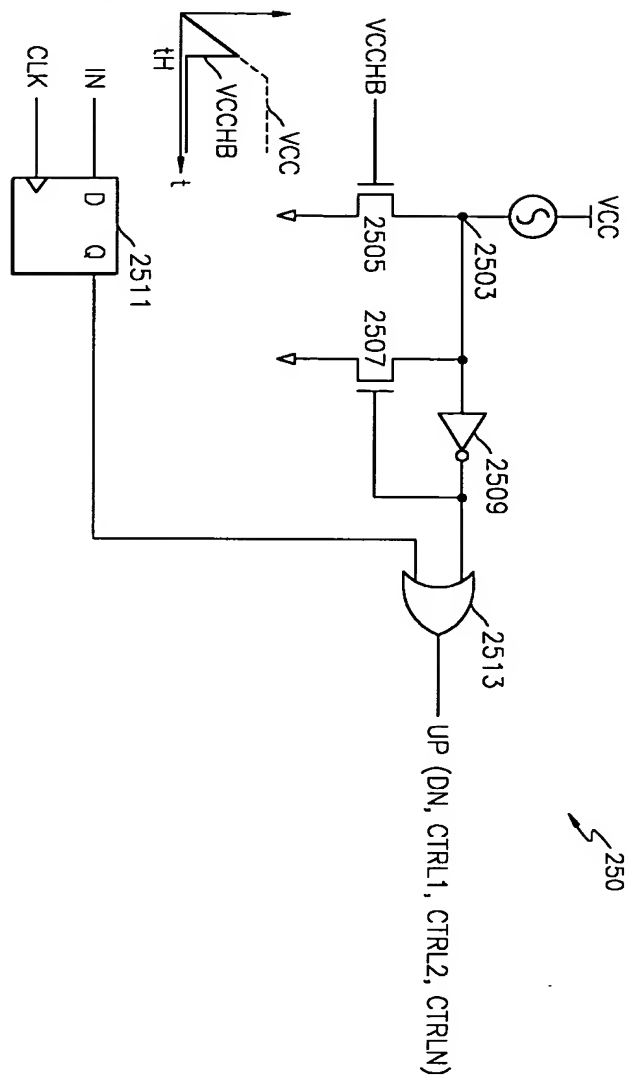 250
VCC
2503
VCCHB
2505
2507
2509
2513
UP (DN, CTRL1, CTRL2, CTRLN)
VCC
VCCHB
tH
t
IN
CLK
D
Q
2511